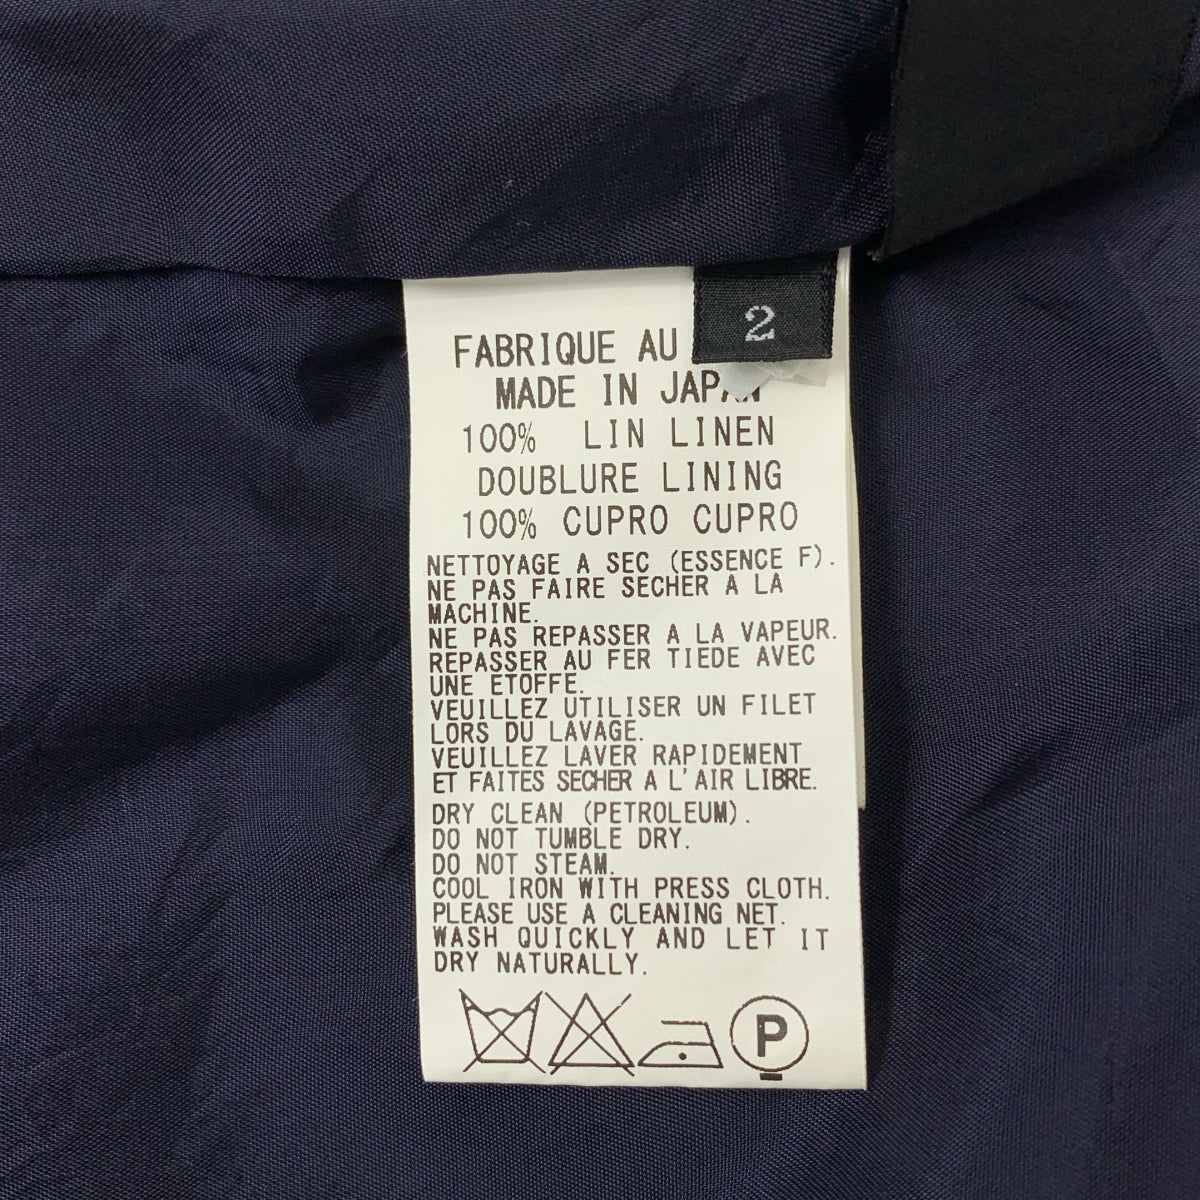 2
FABRIQUE AU
MADE IN JAPAN
100% LIN LINEN
DOUBLURE LINING
100% CUPRO CUPRO
NETTOYAGE A SEC (ESSENCE F).
NE PAS FAIRE SECHER A LA
MACHINE.
NE PAS REPASSER A LA VAPEUR.
REPASSER AU FER TIEDE AVEC
UNE ETOFFE.
VEUILLEZ UTILISER UN FILET
LORS DU LAVAGE.
VEUILLEZ LAVER RAPIDEMENT
ET FAITES SECHER A L'AIR LIBRE.
DRY CLEAN (PETROLEUM).
DO NOT TUMBLE DRY.
DO NOT STEAM.
COOL IRON WITH PRESS CLOTH.
PLEASE USE A CLEANING NET.
WASH QUICKLY AND LET IT
DRY NATURALLY.
P